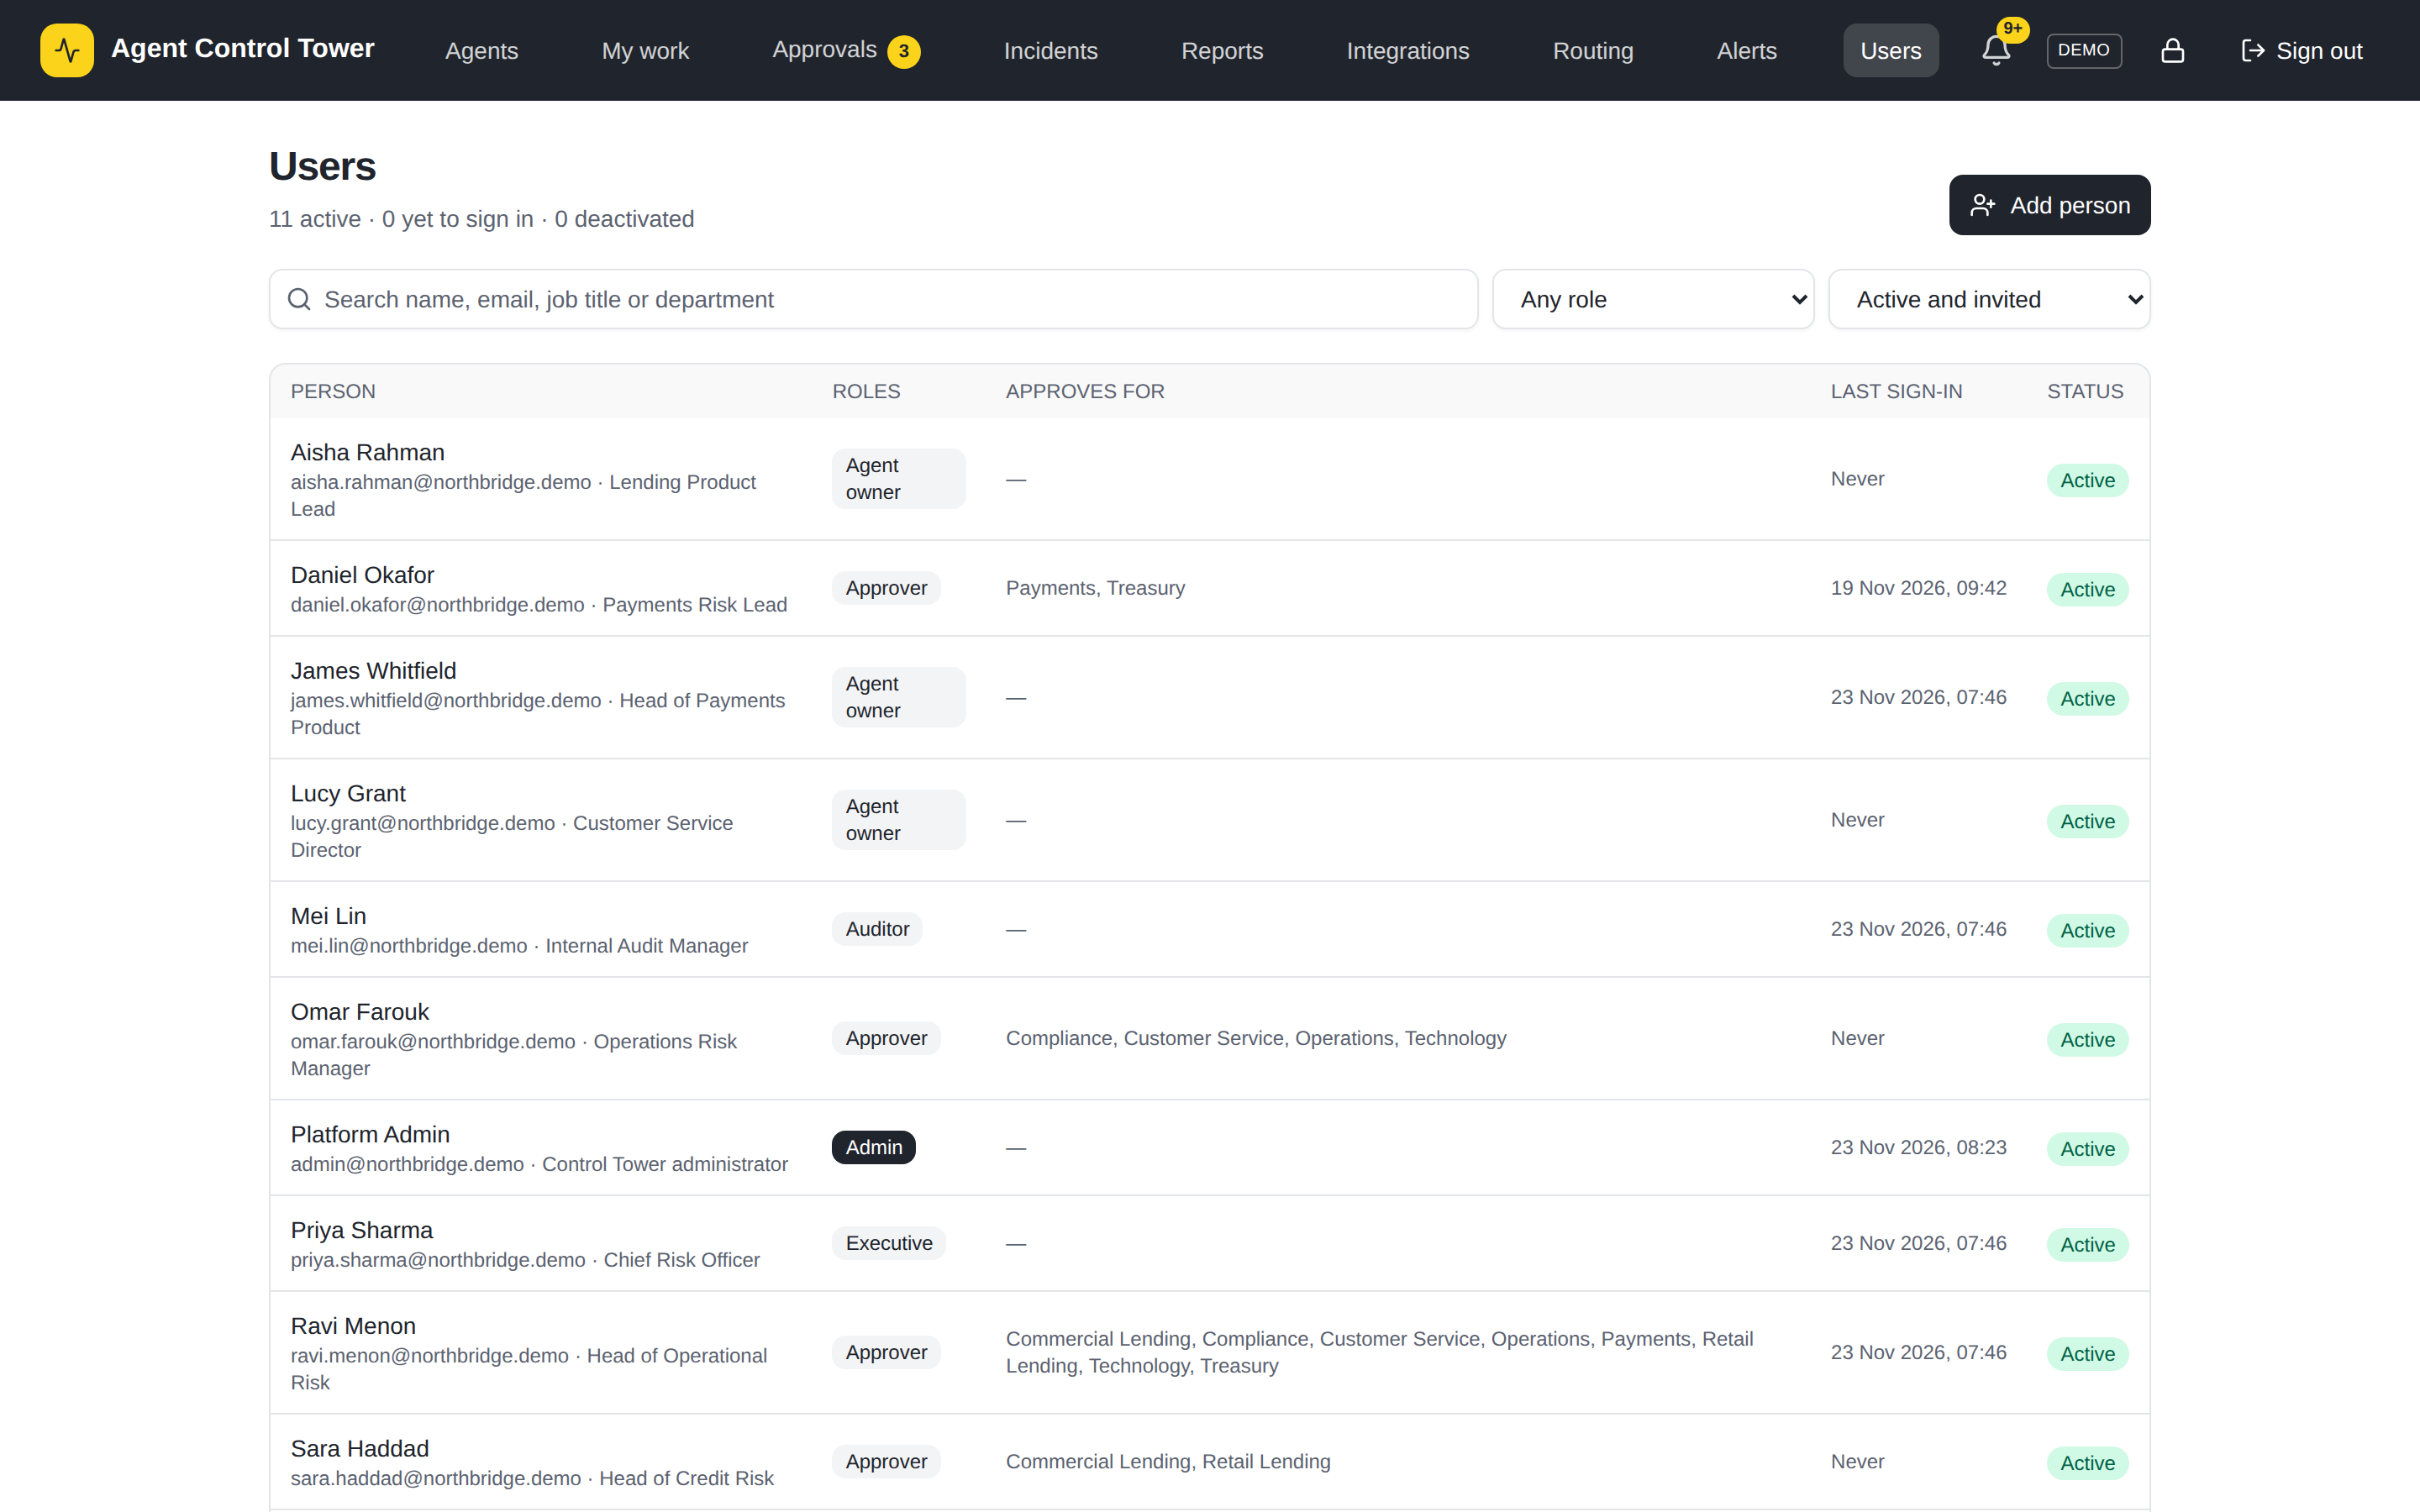 Agent Control Tower
Agents
My work
Approvals 3
Incidents
Reports
Integrations
Routing
Alerts
Users
9+
DEMO
Sign out
Users
11 active · 0 yet to sign in · 0 deactivated
Add person
Search name, email, job title or department
Any role
Active and invited
PERSON ROLES APPROVES FOR LAST SIGN-IN STATUS
Aisha Rahman
aisha.rahman@northbridge.demo · Lending Product
Lead
Agent
owner
—
Never
Active
Daniel Okafor
daniel.okafor@northbridge.demo · Payments Risk Lead
Approver
Payments, Treasury
19 Nov 2026, 09:42
Active
James Whitfield
james.whitfield@northbridge.demo · Head of Payments
Product
Agent
owner
—
23 Nov 2026, 07:46
Active
Lucy Grant
lucy.grant@northbridge.demo · Customer Service
Director
Agent
owner
—
Never
Active
Mei Lin
mei.lin@northbridge.demo · Internal Audit Manager
Auditor
—
23 Nov 2026, 07:46
Active
Omar Farouk
omar.farouk@northbridge.demo · Operations Risk
Manager
Approver
Compliance, Customer Service, Operations, Technology
Never
Active
Platform Admin
admin@northbridge.demo · Control Tower administrator
Admin
—
23 Nov 2026, 08:23
Active
Priya Sharma
priya.sharma@northbridge.demo · Chief Risk Officer
Executive
—
23 Nov 2026, 07:46
Active
Ravi Menon
ravi.menon@northbridge.demo · Head of Operational
Risk
Approver
Commercial Lending, Compliance, Customer Service, Operations, Payments, Retail
Lending, Technology, Treasury
23 Nov 2026, 07:46
Active
Sara Haddad
sara.haddad@northbridge.demo · Head of Credit Risk
Approver
Commercial Lending, Retail Lending
Never
Active